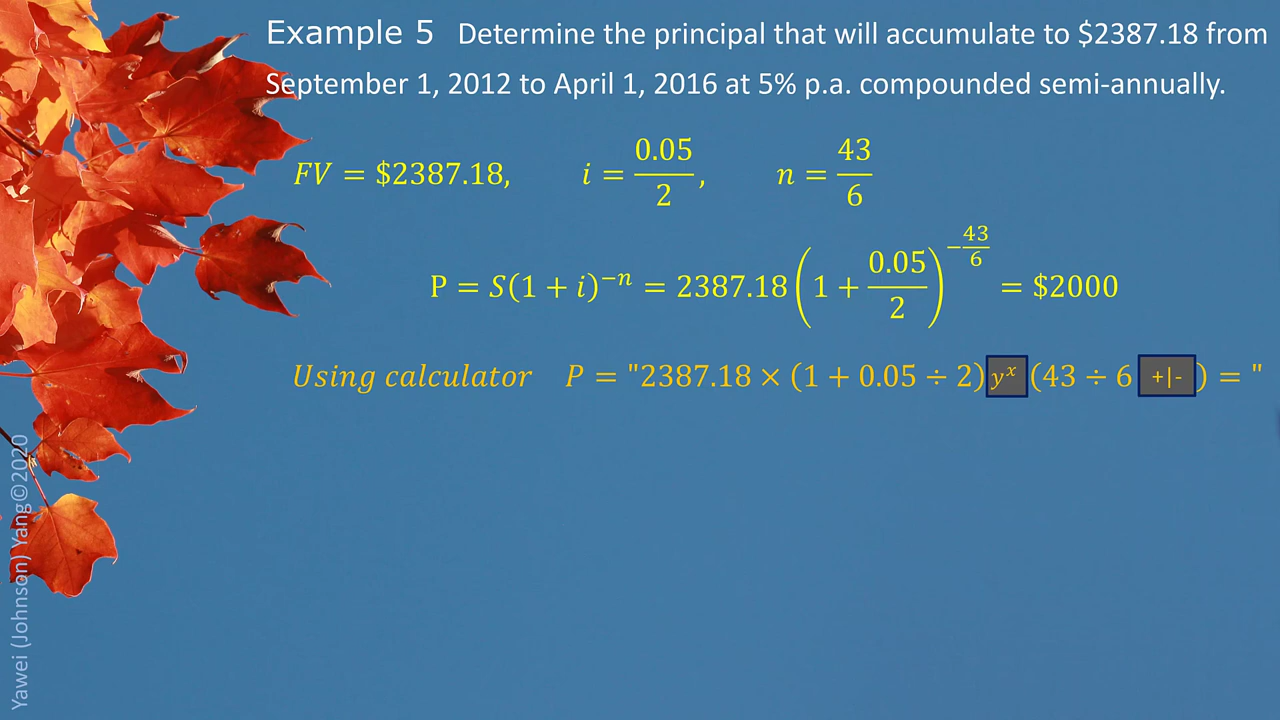 Example 5 Determine the principal that will accumulate to $2387.18 from
September 1, 2012 to April 1, 2016 at 5% p.a. compounded semi-annually.
FV = $2387.18, i = 0.05/2, n = 43/6
P = S(1 + i)^{-n} = 2387.18(1 + 0.05/2)^{-43/6} = $2000
Using calculator P = "2387.18 × (1 + 0.05 ÷ 2) y^x (43 ÷ 6 +|- ) = "
Yawei (Johnson) Yang©2020